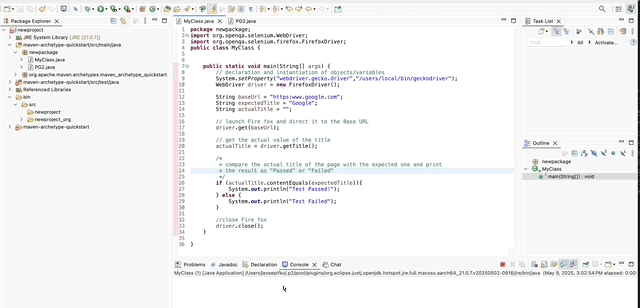 Package Explorer
newproject
JRE System Library [JRE [21.0.7]]
maven-archetype-quickstart/src/main/java
newpackage
MyClass.java
PG2.java
org.apache.maven.archetypes.maven_archetype_quickstart
maven-archetype-quickstart/src/test/java
Referenced Libraries
bin
src
newproject
newproject_org
maven-archetype-quickstart
MyClass.java
PG2.java
1 package newpackage;
import org.openqa.selenium.WebDriver;
import org.openqa.selenium.firefox.FirefoxDriver;
public class MyClass {
public static void main(String[] args) {
// declaration and instantiation of objects/variables
System.setProperty("webdriver.gecko.driver","/users/local/bin/geckodriver");
WebDriver driver = new FirefoxDriver();
String baseUrl = "https:www.google.com";
String expectedTitle = "Google";
String actualTitle = "";
// launch Fire fox and direct it to the Base URL
driver.get(baseUrl);
// get the actual value of the title
actualTitle = driver.getTitle();
/*
* compare the actual title of the page with the expected one and print
* the result as "Passed" or "Failed"
*/
if (actualTitle.contentEquals(expectedTitle)){
System.out.println("Test Passed!");
} else {
System.out.println("Test Failed");
}
//close Fire fox
driver.close();
}
}
Problems
Javadoc
Declaration
Console
Chat
MyClass (1) [Java Application] /Users/jessepifko/.p2/pool/plugins/org.eclipse.justj.openjdk.hotspot.jre.full.macosx.aarch64_21.0.7.v20250502-0916/jre/bin/java (May 9, 2025, 3:02:54 PM elapsed: 0:00
Task List
Find
All
Activate...
Outline
newpackage
MyClass
main(String[]) : void